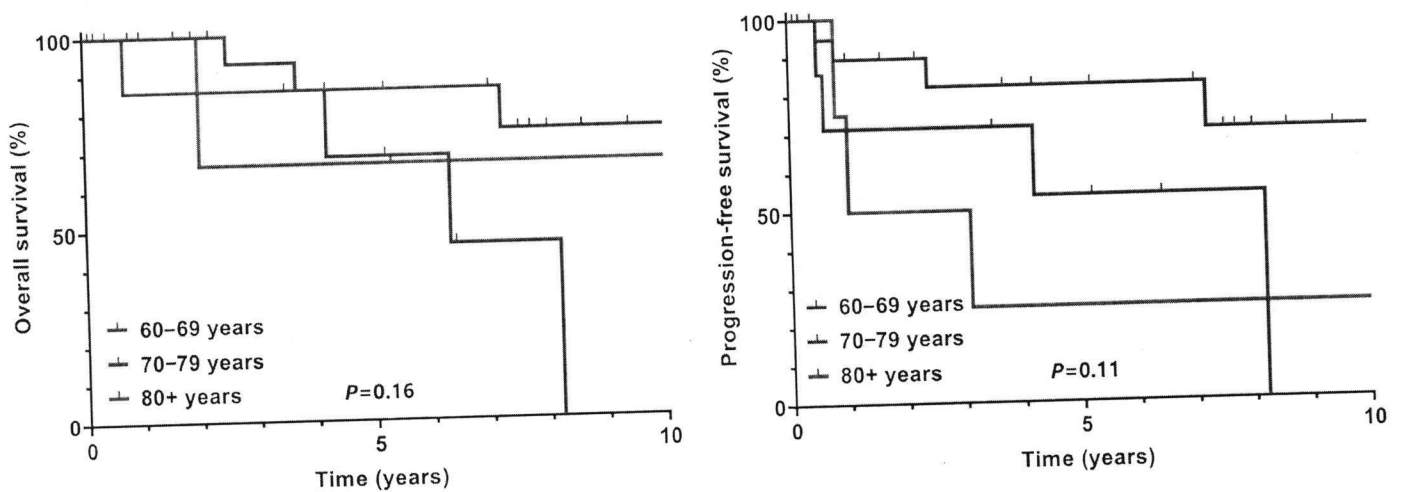 Overall survival (%)
100
50
0
60–69 years
70–79 years
80+ years
P=0.16
0
5
10
Time (years)
Progression-free survival (%)
100
50
0
60–69 years
70–79 years
80+ years
P=0.11
0
5
10
Time (years)